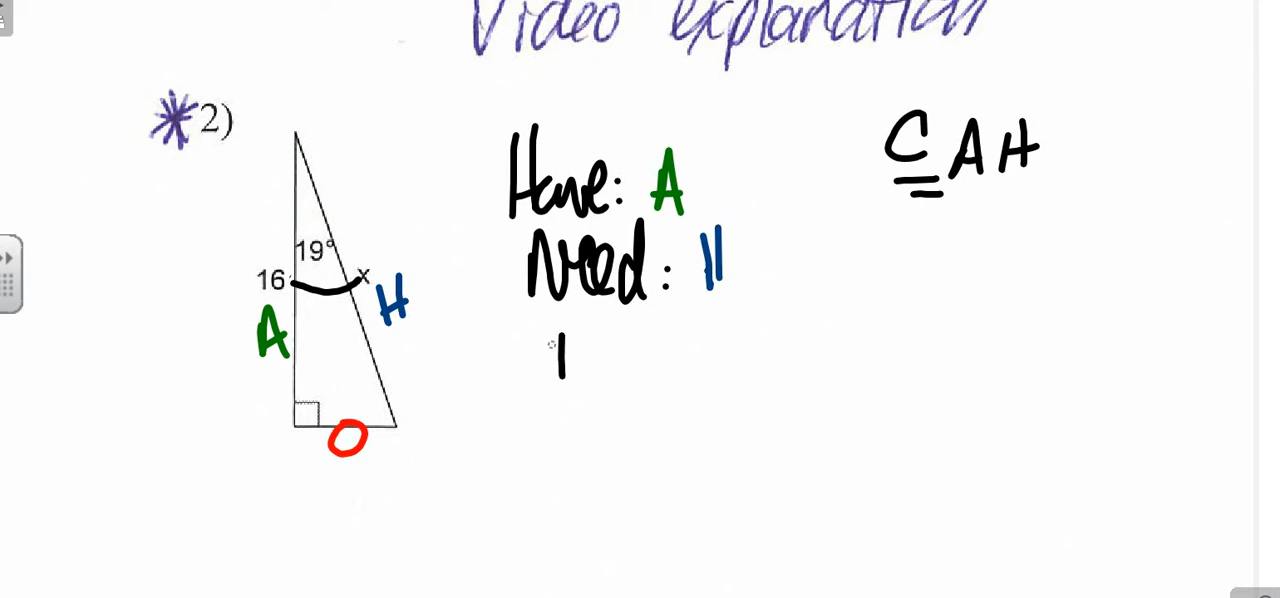 Video explanation
*2)
Have: A
CAH
Need: H
19°
16
x
A
H
O